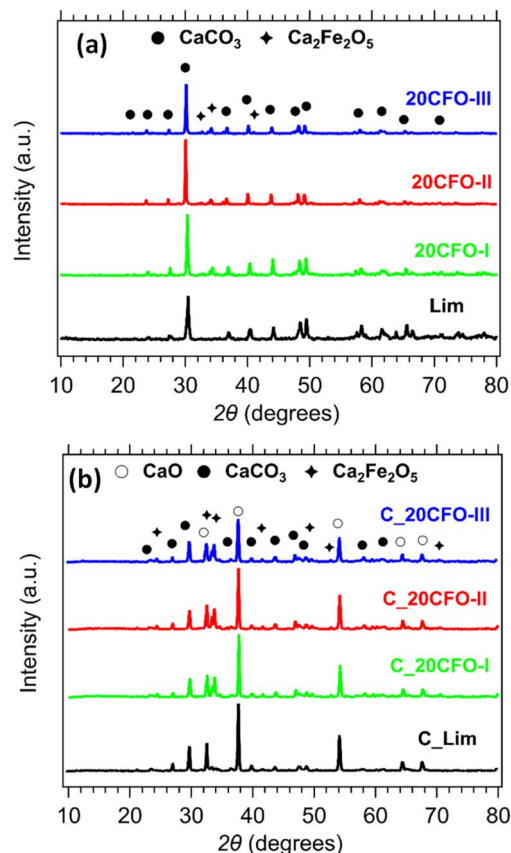 (a)
● CaCO₃ ✦ Ca₂Fe₂O₅
20CFO-III
20CFO-II
20CFO-I
Lim
Intensity (a.u.)
10 20 30 40 50 60 70 80
2θ (degrees)
(b)
○ CaO ● CaCO₃ ✦ Ca₂Fe₂O₅
C_20CFO-III
C_20CFO-II
C_20CFO-I
C_Lim
Intensity (a.u.)
10 20 30 40 50 60 70 80
2θ (degrees)